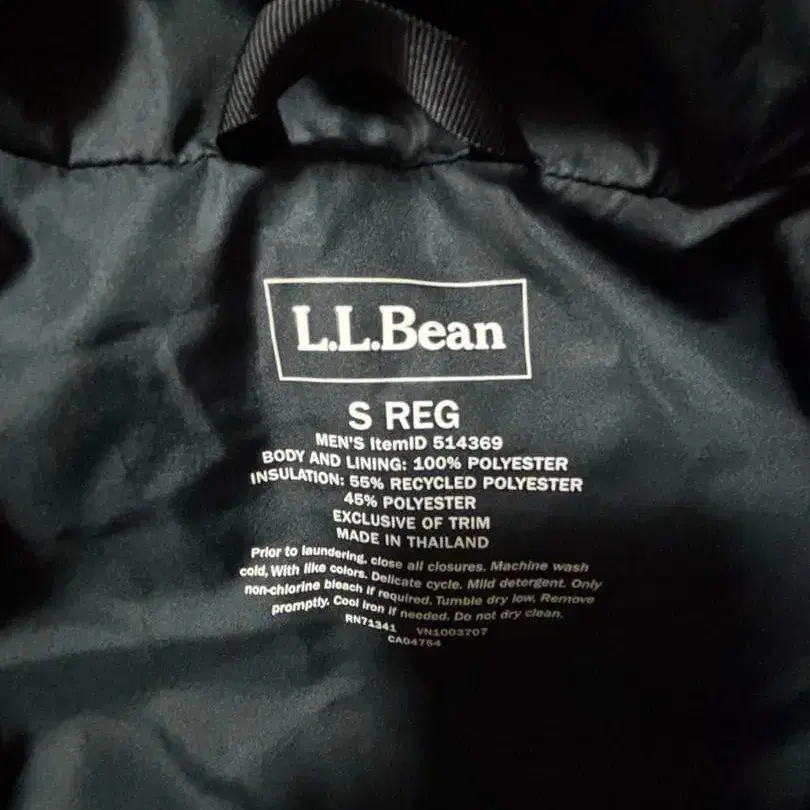 L.L.Bean
S REG
MEN'S ItemID 514369
BODY AND LINING: 100% POLYESTER
INSULATION: 55% RECYCLED POLYESTER
45% POLYESTER
EXCLUSIVE OF TRIM
MADE IN THAILAND
Prior to laundering, close all closures. Machine wash
cold, With like colors. Delicate cycle. Mild detergent. Only
non-chlorine bleach if required. Tumble dry low. Remove
promptly. Cool iron if needed. Do not dry clean.
RN71341 VN1003707
CA04754